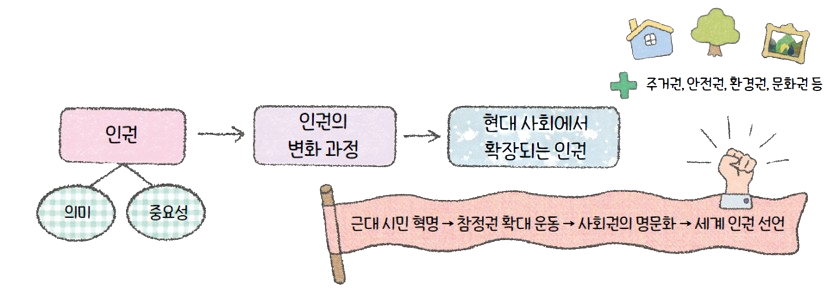 주거권, 안전권, 환경권, 문화권 등
인권
인권의
변화 과정
현대 사회에서
확장되는 인권
의미
중요성
근대 시민 혁명 → 참정권 확대 운동 → 사회권의 명문화 → 세계 인권 선언